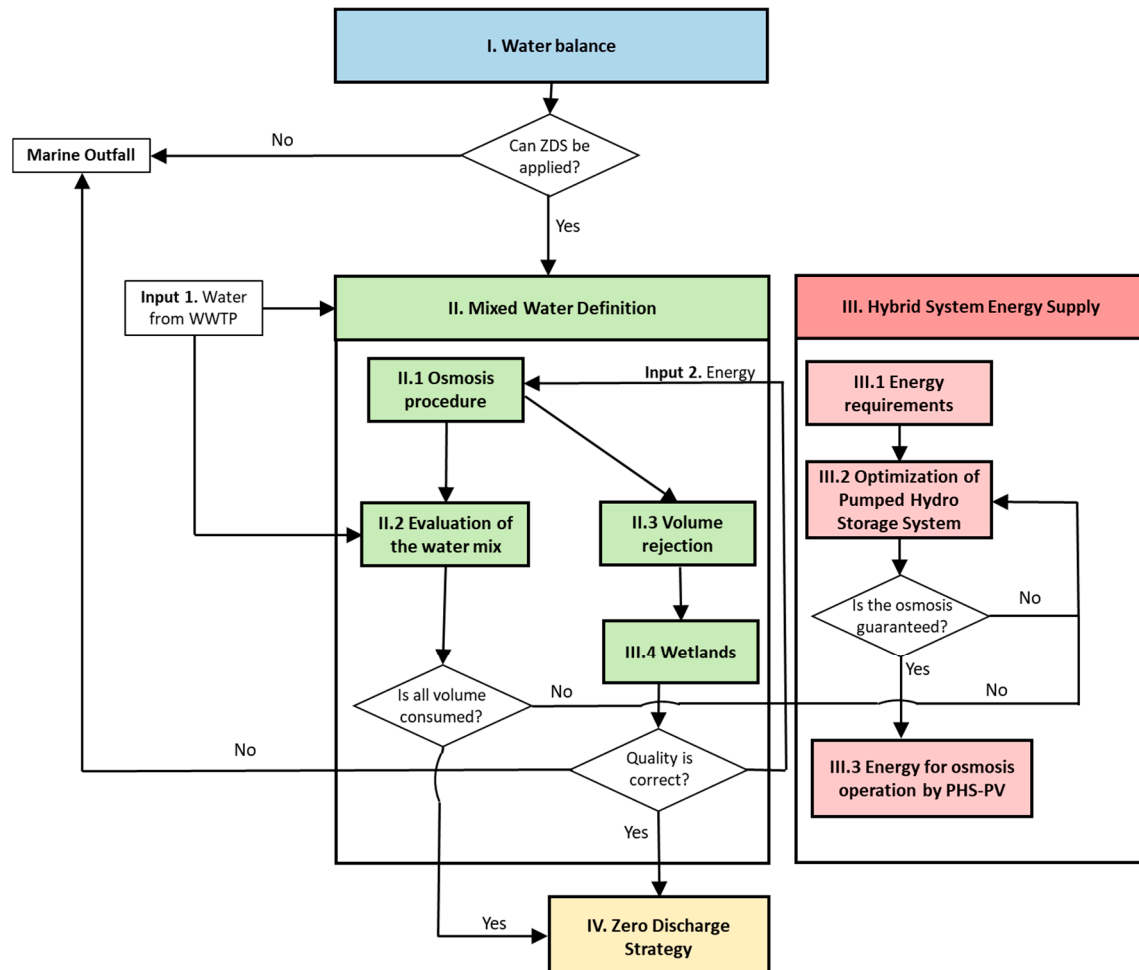 I. Water balance
Can ZDS be
applied?
No
Marine Outfall
Yes
Input 1. Water
from WWTP
II. Mixed Water Definition
III. Hybrid System Energy Supply
II.1 Osmosis
procedure
Input 2. Energy
III.1 Energy
requirements
II.2 Evaluation of
the water mix
II.3 Volume
rejection
III.2 Optimization of
Pumped Hydro
Storage System
Is the osmosis
guaranteed?
No
Yes
III.4 Wetlands
Is all volume
consumed?
No
No
Quality is
correct?
No
Yes
III.3 Energy for osmosis
operation by PHS-PV
Yes
IV. Zero Discharge
Strategy